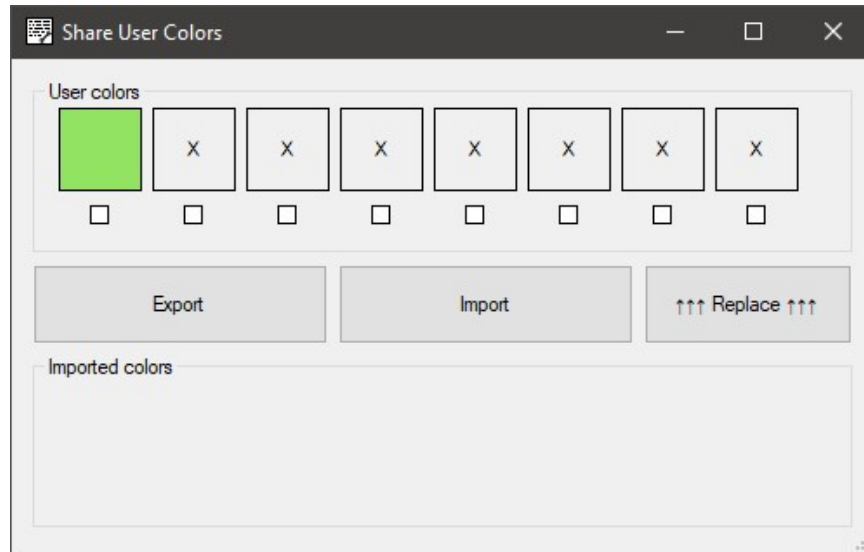 Share User Colors
User colors
X X X X X X X
Export Import ↑↑↑ Replace ↑↑↑
Imported colors